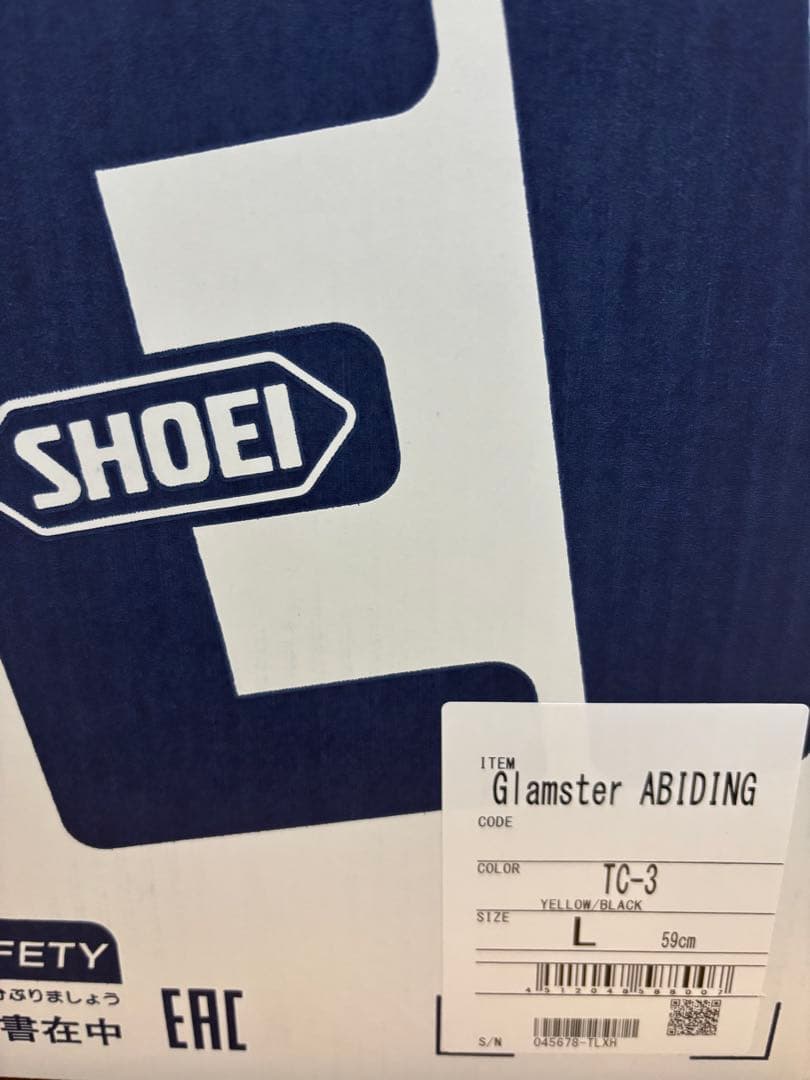 SHOEI
ITEM
Glamster ABIDING
CODE
COLOR
TC-3
YELLOW/BLACK
SIZE
L 59cm
4512048588007
S/N 045678-TLXH
FETY
かぶりましょう
書在中
EAC